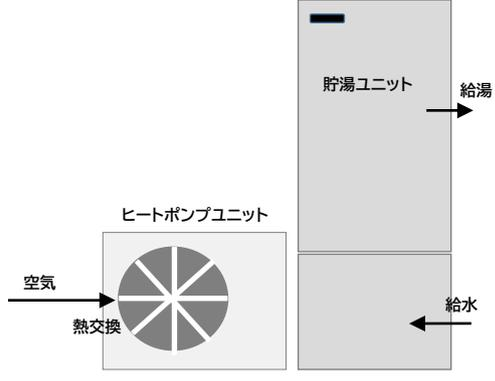 貯湯ユニット
給湯
ヒートポンプユニット
空気
熱交換
給水